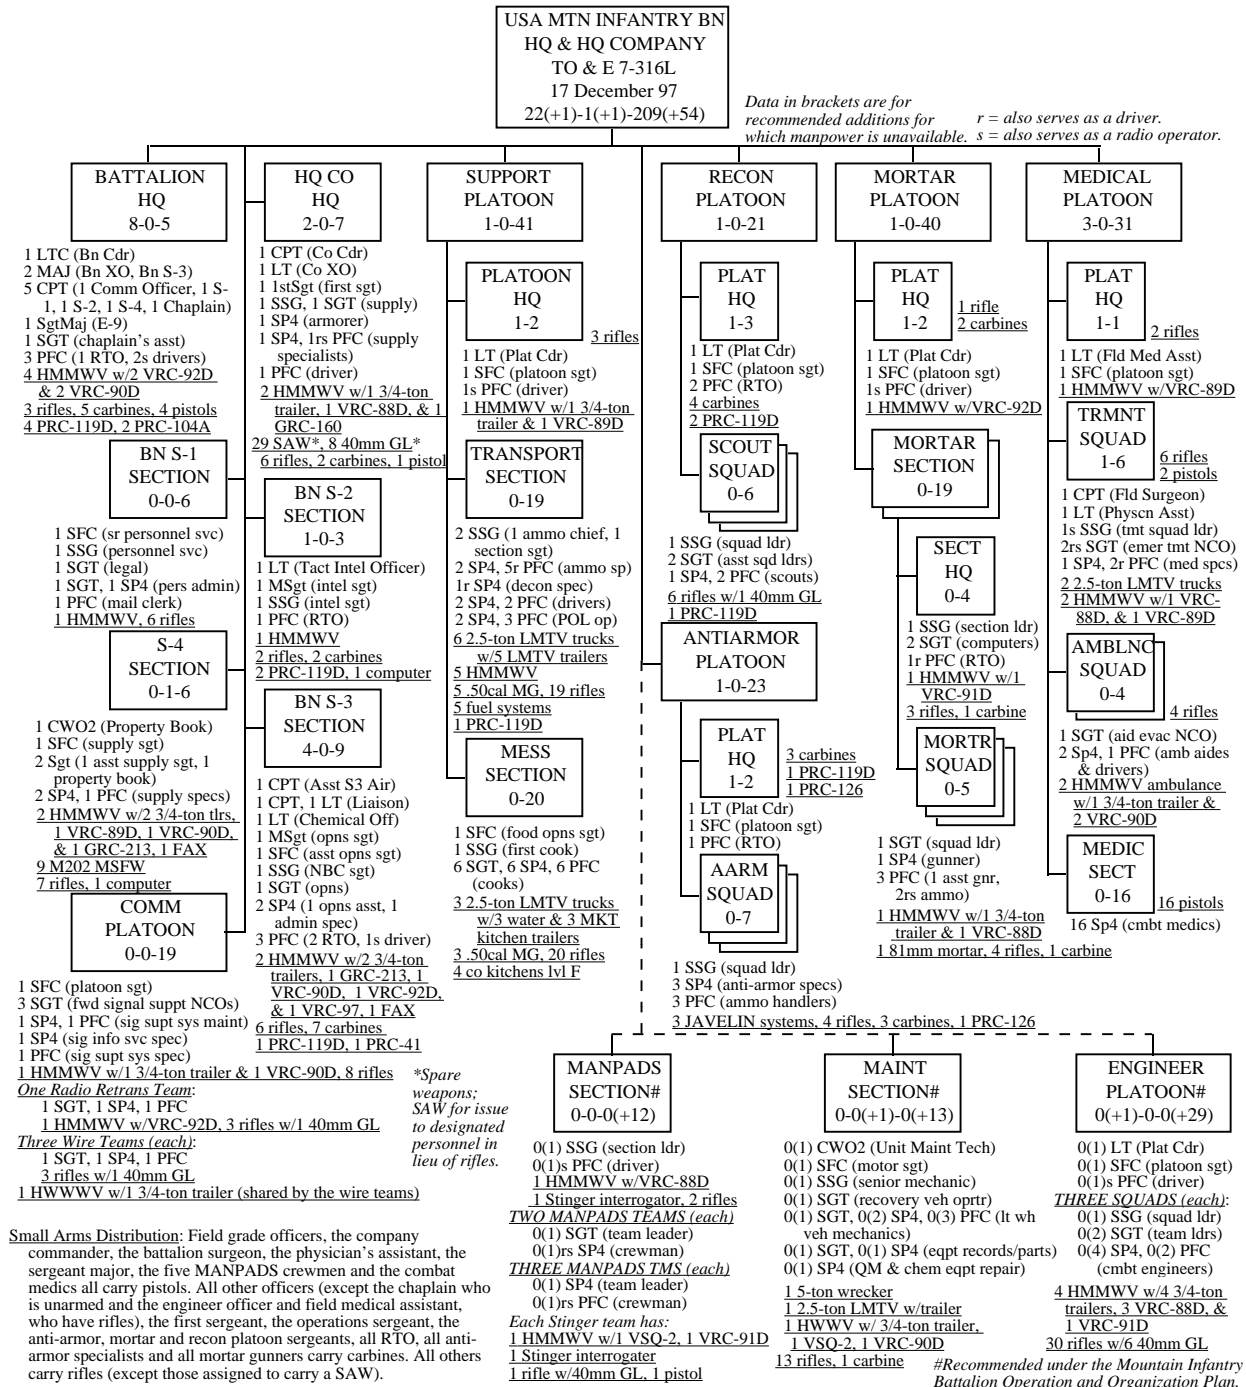 USA MTN INFANTRY BN
HQ & HQ COMPANY
TO & E 7-316L
17 December 97
22(+1)-1(+1)-209(+54)
Data in brackets are for
recommended additions for
which manpower is unavailable.
r = also serves as a driver.
s = also serves as a radio operator.
BATTALION
HQ
8-0-5
1 LTC (Bn Cdr)
2 MAJ (Bn XO, Bn S-3)
5 CPT (1 Comm Officer, 1 S-
1, 1 S-2, 1 S-4, 1 Chaplain)
1 SgtMaj (E-9)
1 SGT (chaplain's asst)
3 PFC (1 RTO, 2s drivers)
4 HMMWV w/2 VRC-92D
& 2 VRC-90D
3 rifles, 5 carbines, 4 pistols
4 PRC-119D, 2 PRC-104A
BN S-1
SECTION
0-0-6
1 SFC (sr personnel svc)
1 SSG (personnel svc)
1 SGT (legal)
1 SGT, 1 SP4 (pers admin)
1 PFC (mail clerk)
1 HMMWV, 6 rifles
S-4
SECTION
0-1-6
1 CWO2 (Property Book)
1 SFC (supply sgt)
2 Sgt (1 asst supply sgt, 1
property book)
2 SP4, 1 PFC (supply specs)
2 HMMWV w/2 3/4-ton tlrs,
1 VRC-89D, 1 VRC-90D,
& 1 GRC-213, 1 FAX
9 M202 MSFW
7 rifles, 1 computer
COMM
PLATOON
0-0-19
1 SFC (platoon sgt)
3 SGT (fwd signal suppt NCOs)
1 SP4, 1 PFC (sig supt sys maint)
1 SP4 (sig info svc spec)
1 PFC (sig supt sys spec)
1 HMMWV w/1 3/4-ton trailer & 1 VRC-90D, 8 rifles
One Radio Retrans Team:
1 SGT, 1 SP4, 1 PFC
1 HMMWV w/VRC-92D, 3 rifles w/1 40mm GL
Three Wire Teams (each):
1 SGT, 1 SP4, 1 PFC
3 rifles w/1 40mm GL
1 HWWWV w/1 3/4-ton trailer (shared by the wire teams)
HQ CO
HQ
2-0-7
1 CPT (Co Cdr)
1 LT (Co XO)
1 1stSgt (first sgt)
1 SSG, 1 SGT (supply)
1 SP4 (armorer)
1 SP4, 1rs PFC (supply
specialists)
1 PFC (driver)
2 HMMWV w/1 3/4-ton
trailer, 1 VRC-88D, & 1
GRC-160
29 SAW*, 8 40mm GL*
6 rifles, 2 carbines, 1 pistol
BN S-2
SECTION
1-0-3
1 LT (Tact Intel Officer)
1 MSgt (intel sgt)
1 SSG (intel sgt)
1 PFC (RTO)
1 HMMWV
2 rifles, 2 carbines
2 PRC-119D, 1 computer
BN S-3
SECTION
4-0-9
1 CPT (Asst S3 Air)
1 CPT, 1 LT (Liaison)
1 LT (Chemical Off)
1 MSgt (opns sgt)
1 SFC (asst opns sgt)
1 SSG (NBC sgt)
1 SGT (opns)
2 SP4 (1 opns asst, 1
admin spec)
3 PFC (2 RTO, 1s driver)
2 HMMWV w/2 3/4-ton
trailers, 1 GRC-213, 1
VRC-90D, 1 VRC-92D,
& 1 VRC-97, 1 FAX
6 rifles, 7 carbines
1 PRC-119D, 1 PRC-41
*Spare
weapons;
SAW for issue
to designated
personnel in
lieu of rifles.
SUPPORT
PLATOON
1-0-41
PLATOON
HQ
1-2
3 rifles
1 LT (Plat Cdr)
1 SFC (platoon sgt)
1s PFC (driver)
1 HMMWV w/1 3/4-ton
trailer & 1 VRC-89D
TRANSPORT
SECTION
0-19
2 SSG (1 ammo chief, 1
section sgt)
2 SP4, 5r PFC (ammo sp)
1r SP4 (decon spec)
2 SP4, 2 PFC (drivers)
2 SP4, 3 PFC (POL op)
6 2.5-ton LMTV trucks
w/5 LMTV trailers
5 HMMWV
5 .50cal MG, 19 rifles
5 fuel systems
1 PRC-119D
MESS
SECTION
0-20
1 SFC (food opns sgt)
1 SSG (first cook)
6 SGT, 6 SP4, 6 PFC
(cooks)
3 2.5-ton LMTV trucks
w/3 water & 3 MKT
kitchen trailers
3 .50cal MG, 20 rifles
4 co kitchens lvl F
RECON
PLATOON
1-0-21
PLAT
HQ
1-3
1 LT (Plat Cdr)
1 SFC (platoon sgt)
2 PFC (RTO)
4 carbines
2 PRC-119D
SCOUT
SQUAD
0-6
1 SSG (squad ldr)
2 SGT (asst sqd ldrs)
1 SP4, 2 PFC (scouts)
6 rifles w/1 40mm GL
1 PRC-119D
ANTIARMOR
PLATOON
1-0-23
PLAT
HQ
1-2
3 carbines
1 PRC-119D
1 PRC-126
1 LT (Plat Cdr)
1 SFC (platoon sgt)
1 PFC (RTO)
AARM
SQUAD
0-7
1 SSG (squad ldr)
3 SP4 (anti-armor specs)
3 PFC (ammo handlers)
3 JAVELIN systems, 4 rifles, 3 carbines, 1 PRC-126
MORTAR
PLATOON
1-0-40
PLAT
HQ
1-2
1 rifle
2 carbines
1 LT (Plat Cdr)
1 SFC (platoon sgt)
1s PFC (driver)
1 HMMWV w/VRC-92D
MORTAR
SECTION
0-19
SECT
HQ
0-4
1 SSG (section ldr)
2 SGT (computers)
1r PFC (RTO)
1 HMMWV w/1
VRC-91D
3 rifles, 1 carbine
MORTR
SQUAD
0-5
1 SGT (squad ldr)
1 SP4 (gunner)
3 PFC (1 asst gnr,
2rs ammo)
1 HMMWV w/1 3/4-ton
trailer & 1 VRC-88D
1 81mm mortar, 4 rifles, 1 carbine
MEDICAL
PLATOON
3-0-31
PLAT
HQ
1-1
2 rifles
1 LT (Fld Med Asst)
1 SFC (platoon sgt)
1 HMMWV w/VRC-89D
TRMNT
SQUAD
1-6
6 rifles
2 pistols
1 CPT (Fld Surgeon)
1 LT (Physcn Asst)
1s SSG (tmt squad ldr)
2rs SGT (emer tmt NCO)
1 SP4, 2r PFC (med spcs)
2 2.5-ton LMTV trucks
2 HMMWV w/1 VRC-
88D, & 1 VRC-89D
AMBLNC
SQUAD
0-4
4 rifles
1 SGT (aid evac NCO)
2 Sp4, 1 PFC (amb aides
& drivers)
2 HMMWV ambulance
w/1 3/4-ton trailer &
2 VRC-90D
MEDIC
SECT
0-16
16 pistols
16 Sp4 (cmbt medics)
MANPADS
SECTION#
0-0-0(+12)
0(1) SSG (section ldr)
0(1)s PFC (driver)
1 HMMWV w/VRC-88D
1 Stinger interrogator, 2 rifles
TWO MANPADS TEAMS (each)
0(1) SGT (team leader)
0(1)rs SP4 (crewman)
THREE MANPADS TMS (each)
0(1) SP4 (team leader)
0(1)rs PFC (crewman)
Each Stinger team has:
1 HMMWV w/1 VSQ-2, 1 VRC-91D
1 Stinger interrogater
1 rifle w/40mm GL, 1 pistol
MAINT
SECTION#
0-0(+1)-0(+13)
0(1) CWO2 (Unit Maint Tech)
0(1) SFC (motor sgt)
0(1) SSG (senior mechanic)
0(1) SGT (recovery veh oprtr)
0(1) SGT, 0(2) SP4, 0(3) PFC (lt wh
veh mechanics)
0(1) SGT, 0(1) SP4 (eqpt records/parts)
0(1) SP4 (QM & chem eqpt repair)
1 5-ton wrecker
1 2.5-ton LMTV w/trailer
1 HWWV w/ 3/4-ton trailer,
1 VSQ-2, 1 VRC-90D
13 rifles, 1 carbine
ENGINEER
PLATOON#
0(+1)-0-0(+29)
0(1) LT (Plat Cdr)
0(1) SFC (platoon sgt)
0(1)s PFC (driver)
THREE SQUADS (each):
0(1) SSG (squad ldr)
0(2) SGT (team ldrs)
0(4) SP4, 0(2) PFC
(cmbt engineers)
4 HMMWV w/4 3/4-ton
trailers, 3 VRC-88D, &
1 VRC-91D
30 rifles w/6 40mm GL
#Recommended under the Mountain Infantry
Battalion Operation and Organization Plan.
Small Arms Distribution: Field grade officers, the company
commander, the battalion surgeon, the physician's assistant, the
sergeant major, the five MANPADS crewmen and the combat
medics all carry pistols. All other officers (except the chaplain who
is unarmed and the engineer officer and field medical assistant,
who have rifles), the first sergeant, the operations sergeant, the
anti-armor, mortar and recon platoon sergeants, all RTO, all anti-
armor specialists and all mortar gunners carry carbines. All others
carry rifles (except those assigned to carry a SAW).